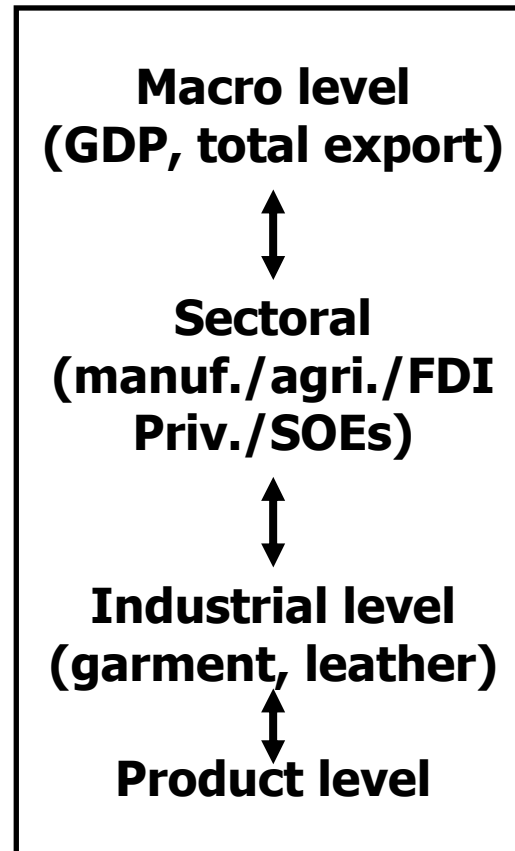 Macro level
(GDP, total export)
Sectoral
(manuf./agri./FDI
Priv./SOEs)
Industrial level
(garment, leather)
Product level